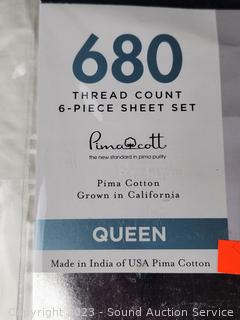 680
THREAD COUNT
6-PIECE SHEET SET
Pimacott
the new standard in pima purity
Pima Cotton
Grown in California
QUEEN
Made in India of USA Pima Cotton
Copyright 2023 - Sound Auction Service